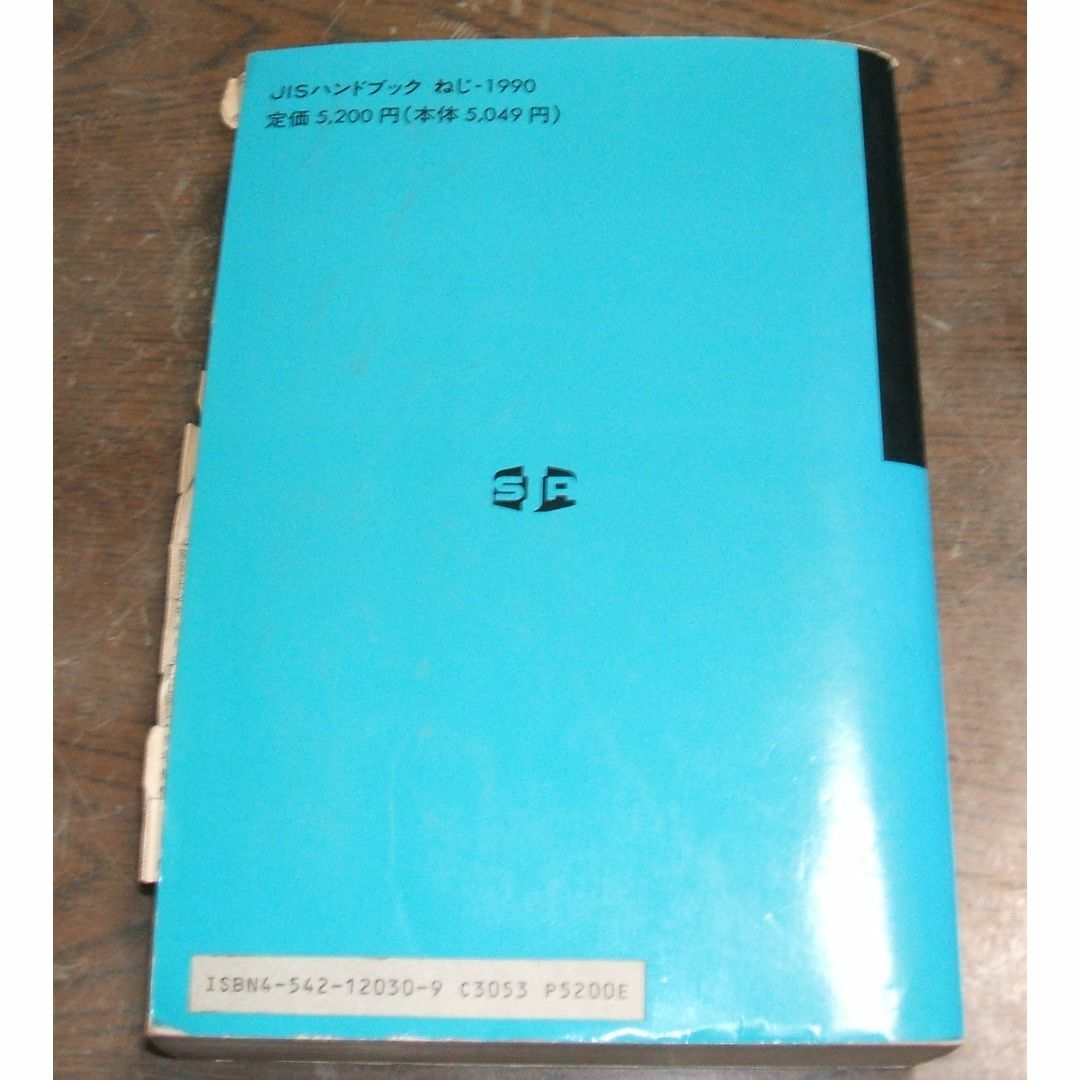 JISハンドブック ねじ-1990
定価 5,200 円(本体 5,049 円)
SJA
ISBN4-542-12030-9 C3053 P5200E